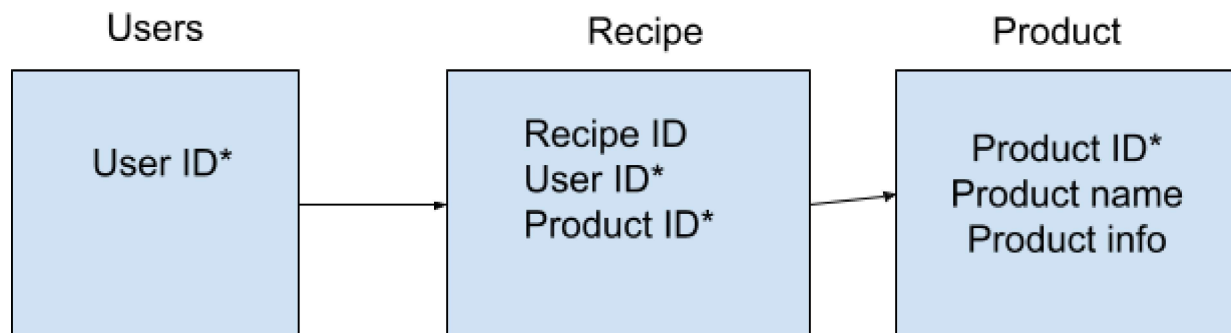 Users
User ID*
Recipe
Recipe ID
User ID*
Product ID*
Product
Product ID*
Product name
Product info